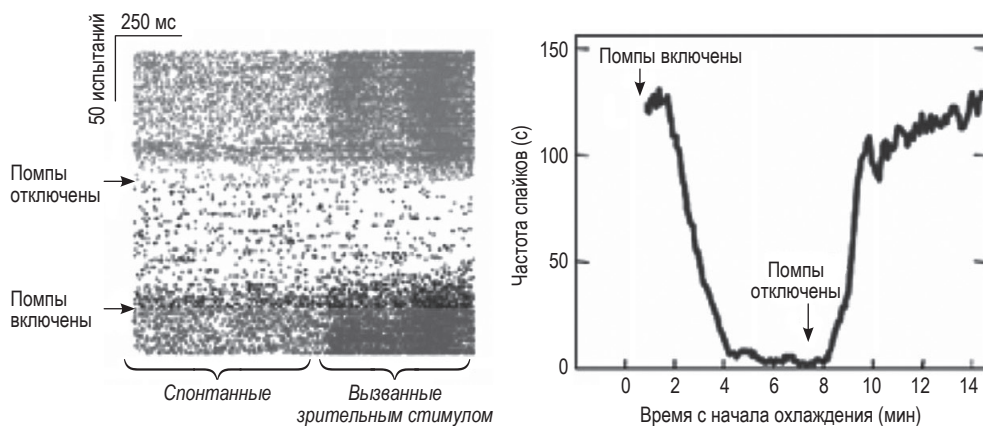 250 мс
50 испытаний
Помпы
отключены
Помпы
включены
Спонтанные
Вызванные
зрительным стимулом
150
100
50
0
Частота спайков (с)
Помпы включены
Помпы
отключены
0 2 4 6 8 10 12 14
Время с начала охлаждения (мин)